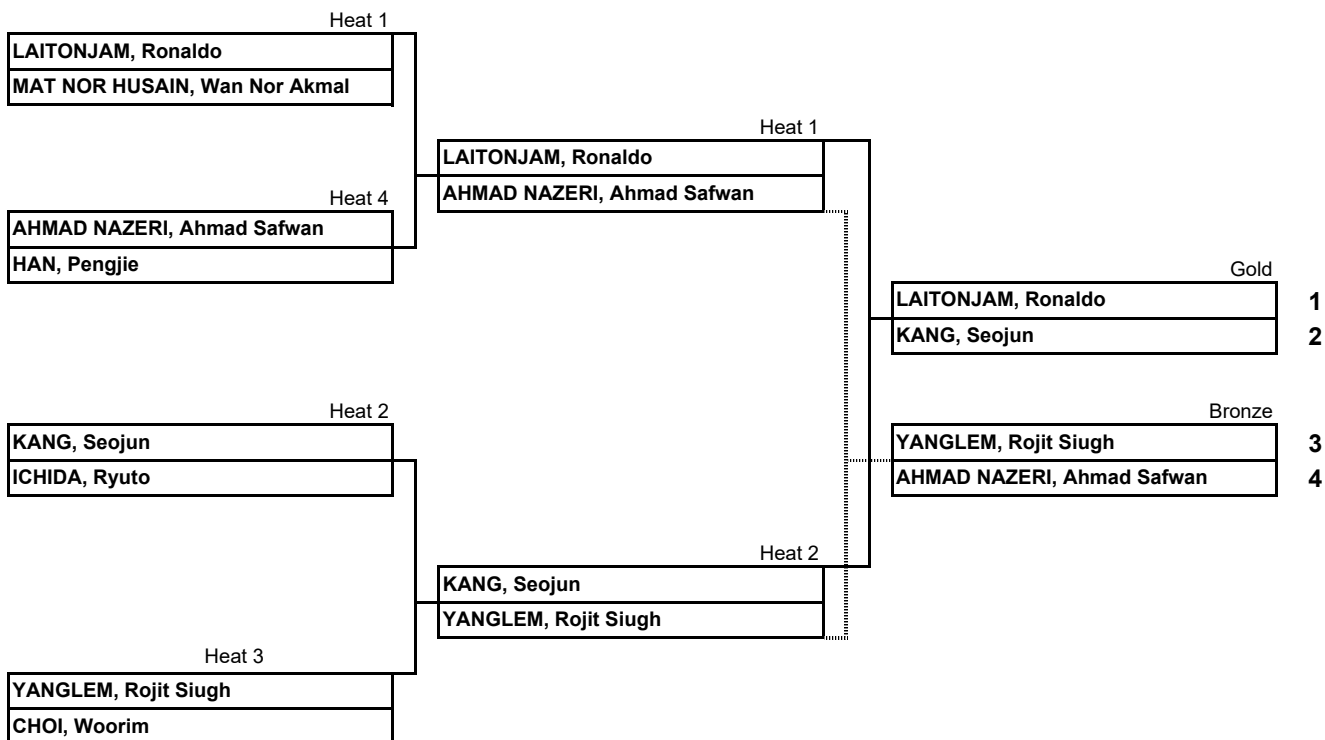 Heat 1
LAITONJAM, Ronaldo
MAT NOR HUSAIN, Wan Nor Akmal
Heat 4
AHMAD NAZERI, Ahmad Safwan
HAN, Pengjie
Heat 2
KANG, Seojun
ICHIDA, Ryuto
Heat 3
YANGLEM, Rojit Siugh
CHOI, Woorim
Heat 1
LAITONJAM, Ronaldo
AHMAD NAZERI, Ahmad Safwan
Heat 2
KANG, Seojun
YANGLEM, Rojit Siugh
Gold
LAITONJAM, Ronaldo 1
KANG, Seojun 2
Bronze
YANGLEM, Rojit Siugh 3
AHMAD NAZERI, Ahmad Safwan 4